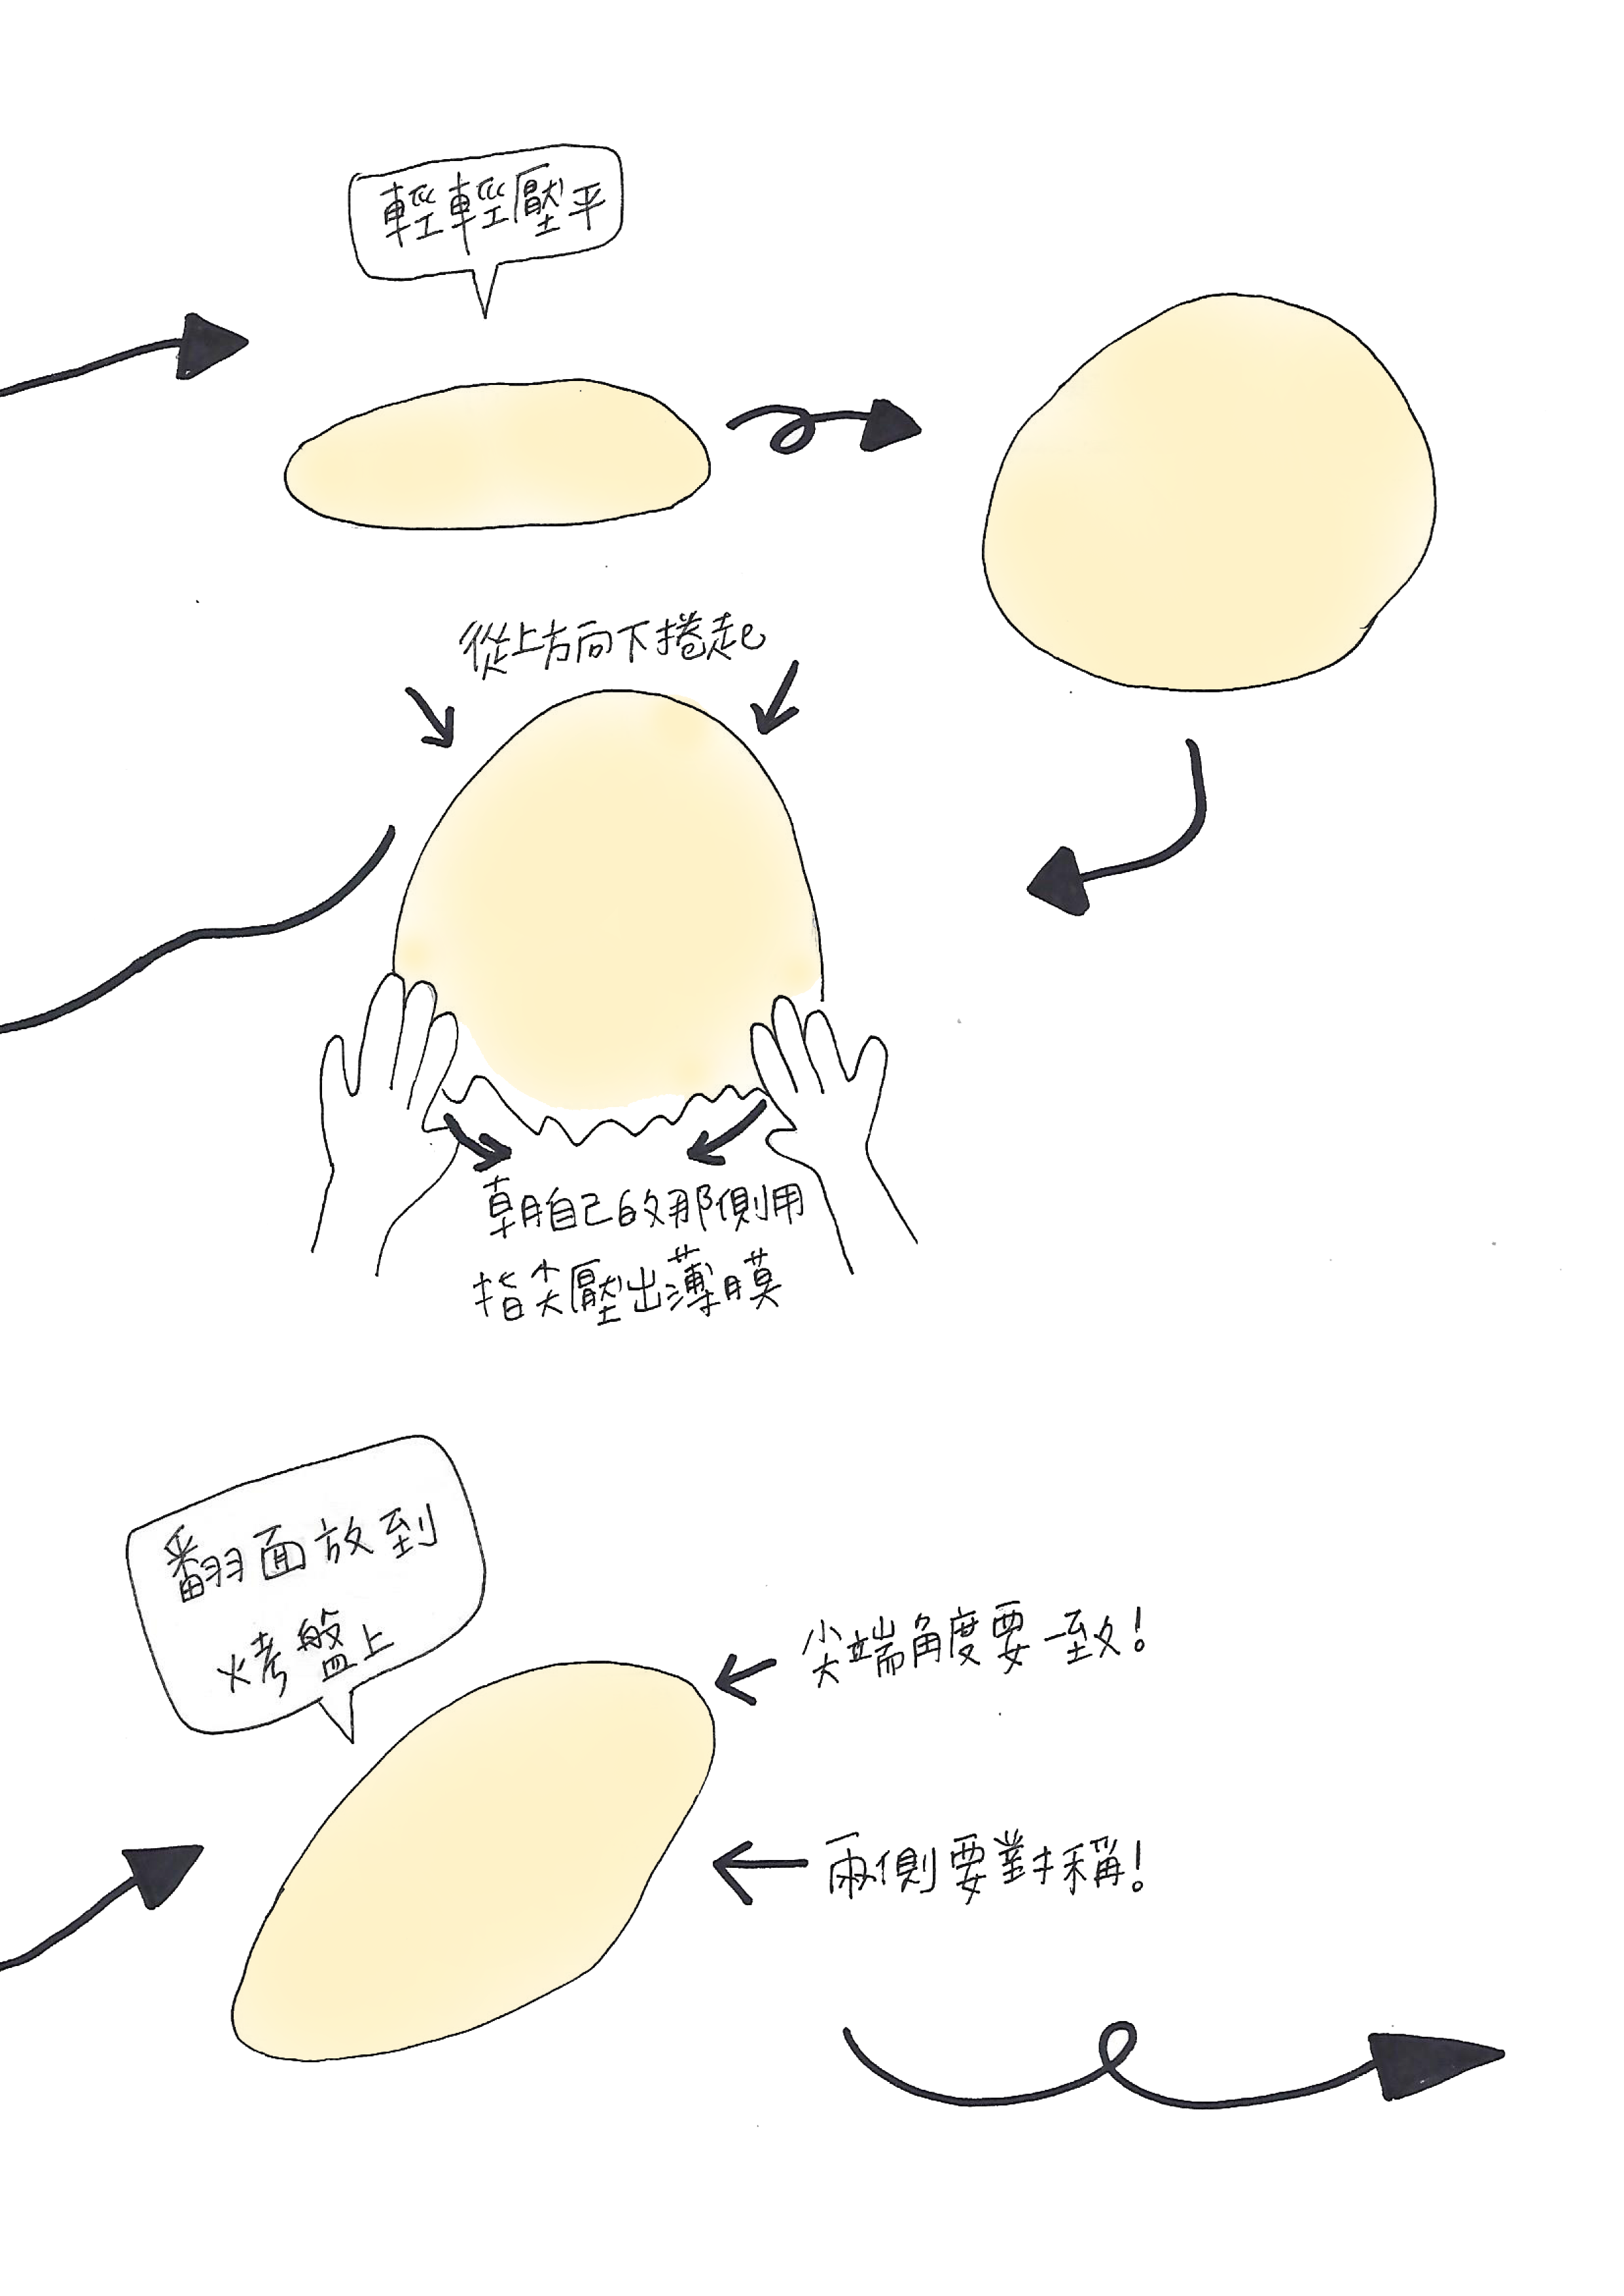 輕輕壓平
從上方向下捲起
朝自己的那側用
指尖壓出薄膜
翻面放到
烤盤上
尖端角度要一致!
兩側要對稱!